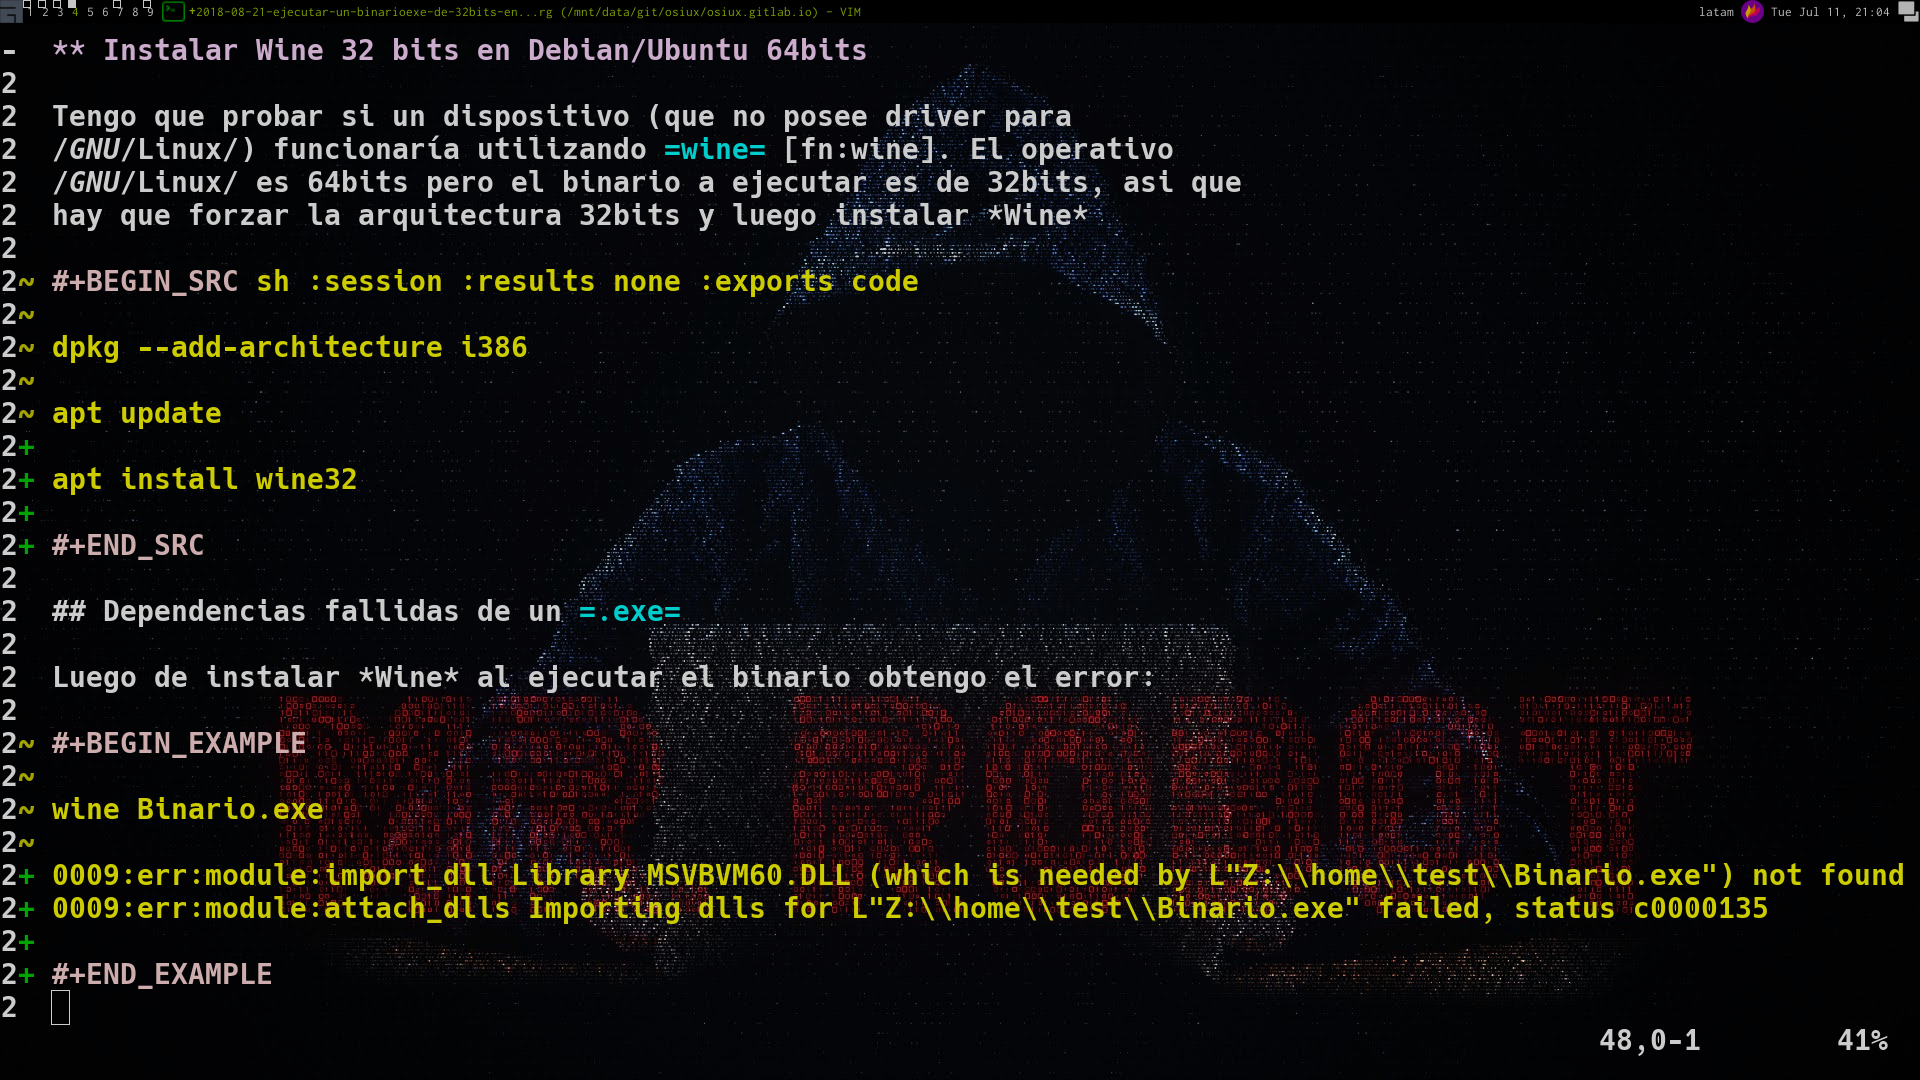 1 2 3 4 5 6 7 8 9 +2018-08-21-ejecutar-un-binarioexe-de-32bits-en...rg (/mnt/data/git/osiux/osiux.gitlab.io) - VIM latam Tue Jul 11, 21:04
- ** Instalar Wine 32 bits en Debian/Ubuntu 64bits
2
2 Tengo que probar si un dispositivo (que no posee driver para
2 /GNU/Linux/) funcionaría utilizando =wine= [fn:wine]. El operativo
2 /GNU/Linux/ es 64bits pero el binario a ejecutar es de 32bits, asi que
2 hay que forzar la arquitectura 32bits y luego instalar *Wine*
2
2~ #+BEGIN_SRC sh :session :results none :exports code
2~
2~ dpkg --add-architecture i386
2~
2~ apt update
2+
2+ apt install wine32
2+
2+ #+END_SRC
2
2 ## Dependencias fallidas de un =.exe=
2
2 Luego de instalar *Wine* al ejecutar el binario obtengo el error:
2
2~ #+BEGIN_EXAMPLE
2~
2~ wine Binario.exe
2~
2+ 0009:err:module:import_dll Library MSVBVM60.DLL (which is needed by L"Z:\\home\\test\\Binario.exe") not found
2+ 0009:err:module:attach_dlls Importing dlls for L"Z:\\home\\test\\Binario.exe" failed, status c0000135
2+
2+ #+END_EXAMPLE
2
48,0-1 41%
MR ROBOT